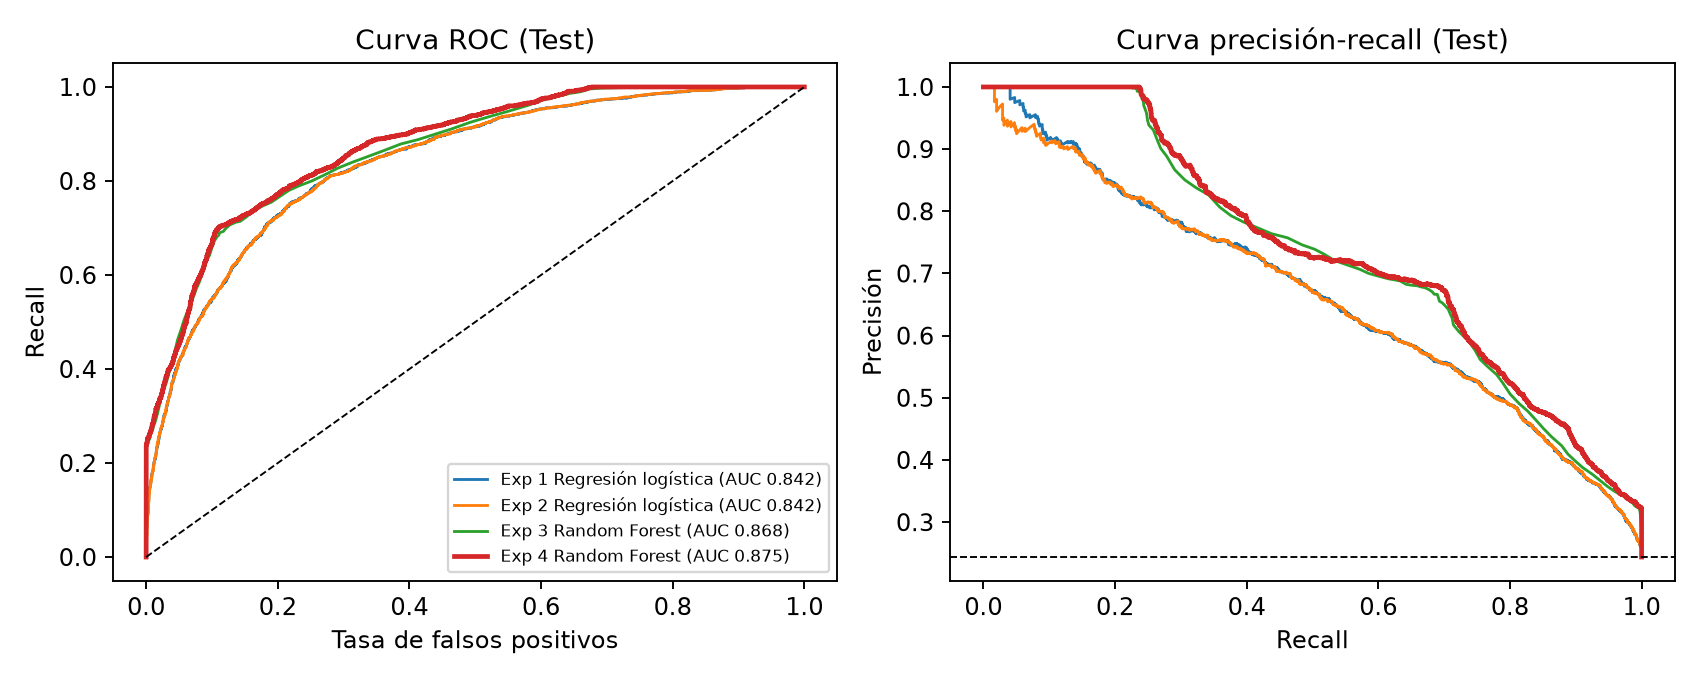 Curva ROC (Test)
1.0
0.8
0.6
0.4
0.2
0.0
Recall
0.0 0.2 0.4 0.6 0.8 1.0
Tasa de falsos positivos
Exp 1 Regresión logística (AUC 0.842)
Exp 2 Regresión logística (AUC 0.842)
Exp 3 Random Forest (AUC 0.868)
Exp 4 Random Forest (AUC 0.875)
Curva precisión-recall (Test)
1.0
0.9
0.8
0.7
0.6
0.5
0.4
0.3
Precisión
0.0 0.2 0.4 0.6 0.8 1.0
Recall